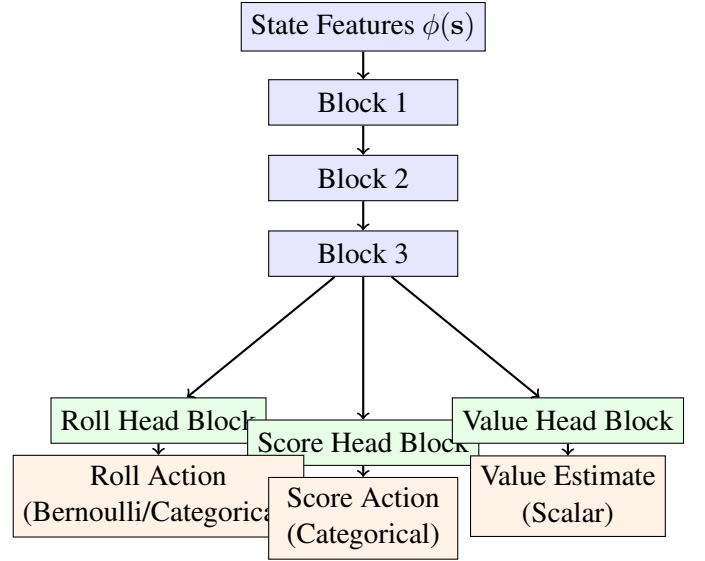 State Features ϕ(s)
Block 1
Block 2
Block 3
Roll Head Block
Score Head Block
Value Head Block
Roll Action
(Bernoulli/Categorica
Score Action
(Categorical)
Value Estimate
(Scalar)